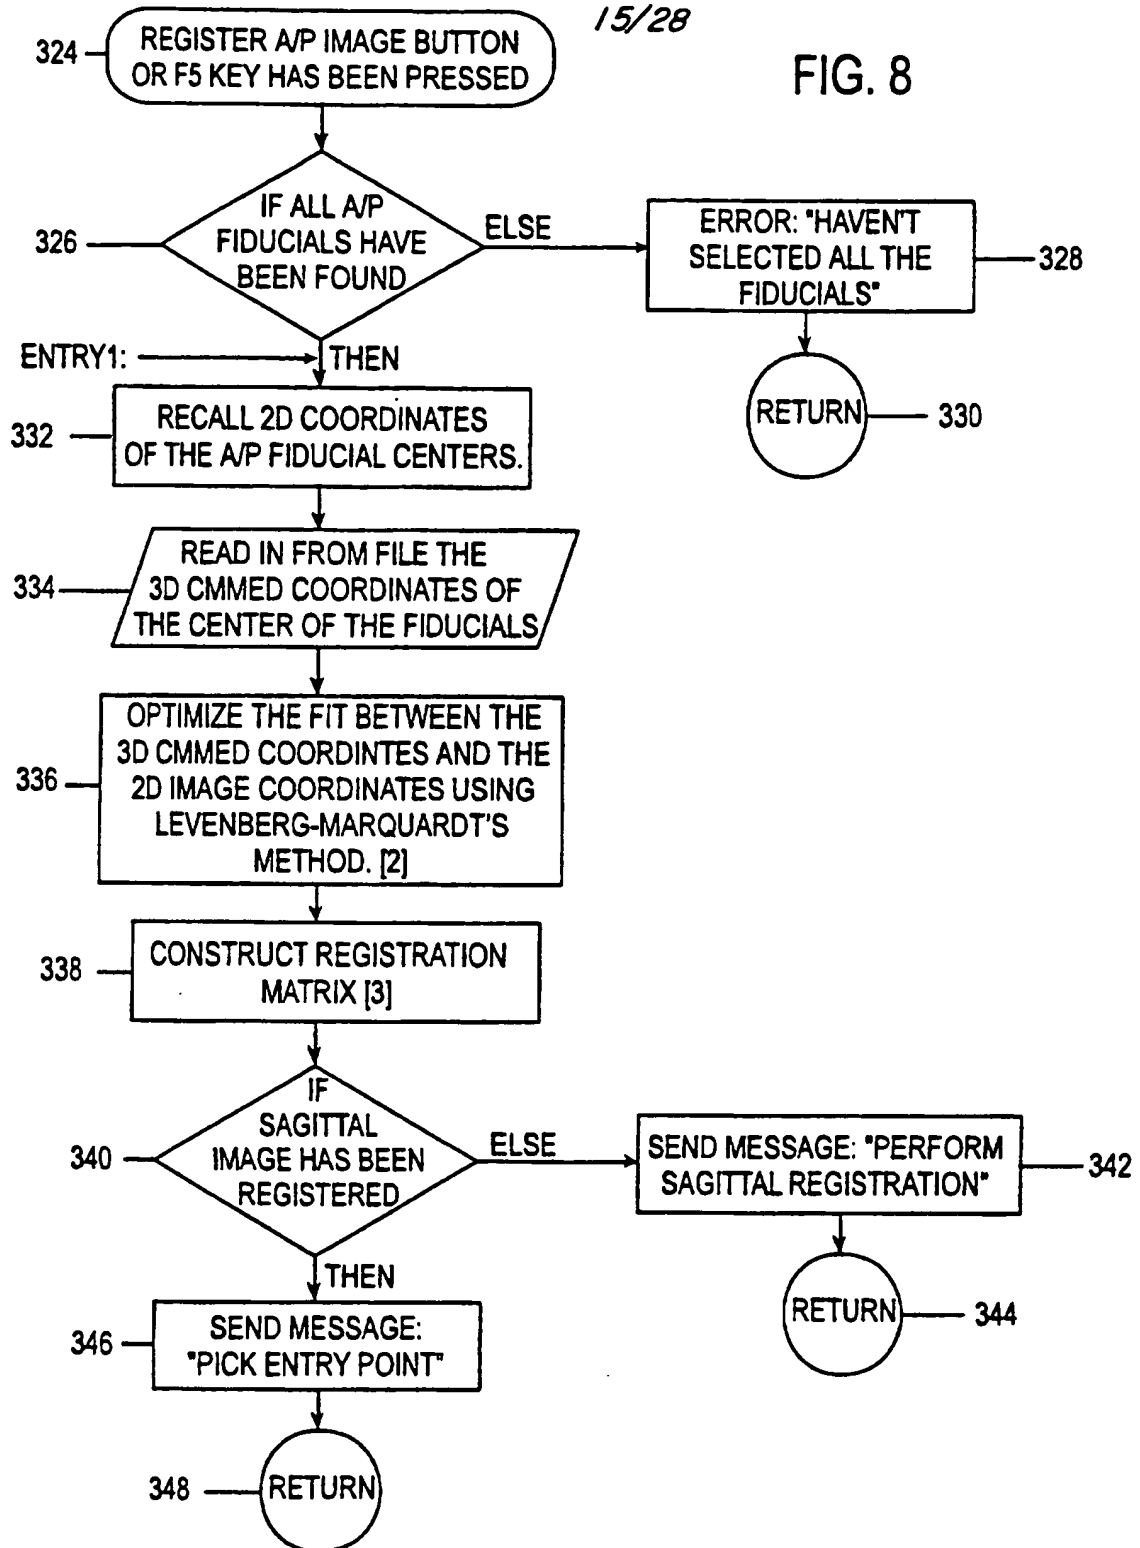 15/28
FIG. 8
324
REGISTER A/P IMAGE BUTTON
OR F5 KEY HAS BEEN PRESSED
326
IF ALL A/P
FIDUCIALS HAVE
BEEN FOUND
ELSE
ERROR: "HAVEN'T
SELECTED ALL THE
FIDUCIALS"
328
RETURN
330
ENTRY1:
THEN
332
RECALL 2D COORDINATES
OF THE A/P FIDUCIAL CENTERS.
334
READ IN FROM FILE THE
3D CMMED COORDINATES OF
THE CENTER OF THE FIDUCIALS
336
OPTIMIZE THE FIT BETWEEN THE
3D CMMED COORDINTES AND THE
2D IMAGE COORDINATES USING
LEVENBERG-MARQUARDT'S
METHOD. [2]
338
CONSTRUCT REGISTRATION
MATRIX [3]
340
IF
SAGITTAL
IMAGE HAS BEEN
REGISTERED
ELSE
SEND MESSAGE: "PERFORM
SAGITTAL REGISTRATION"
342
RETURN
344
THEN
346
SEND MESSAGE:
"PICK ENTRY POINT"
348
RETURN